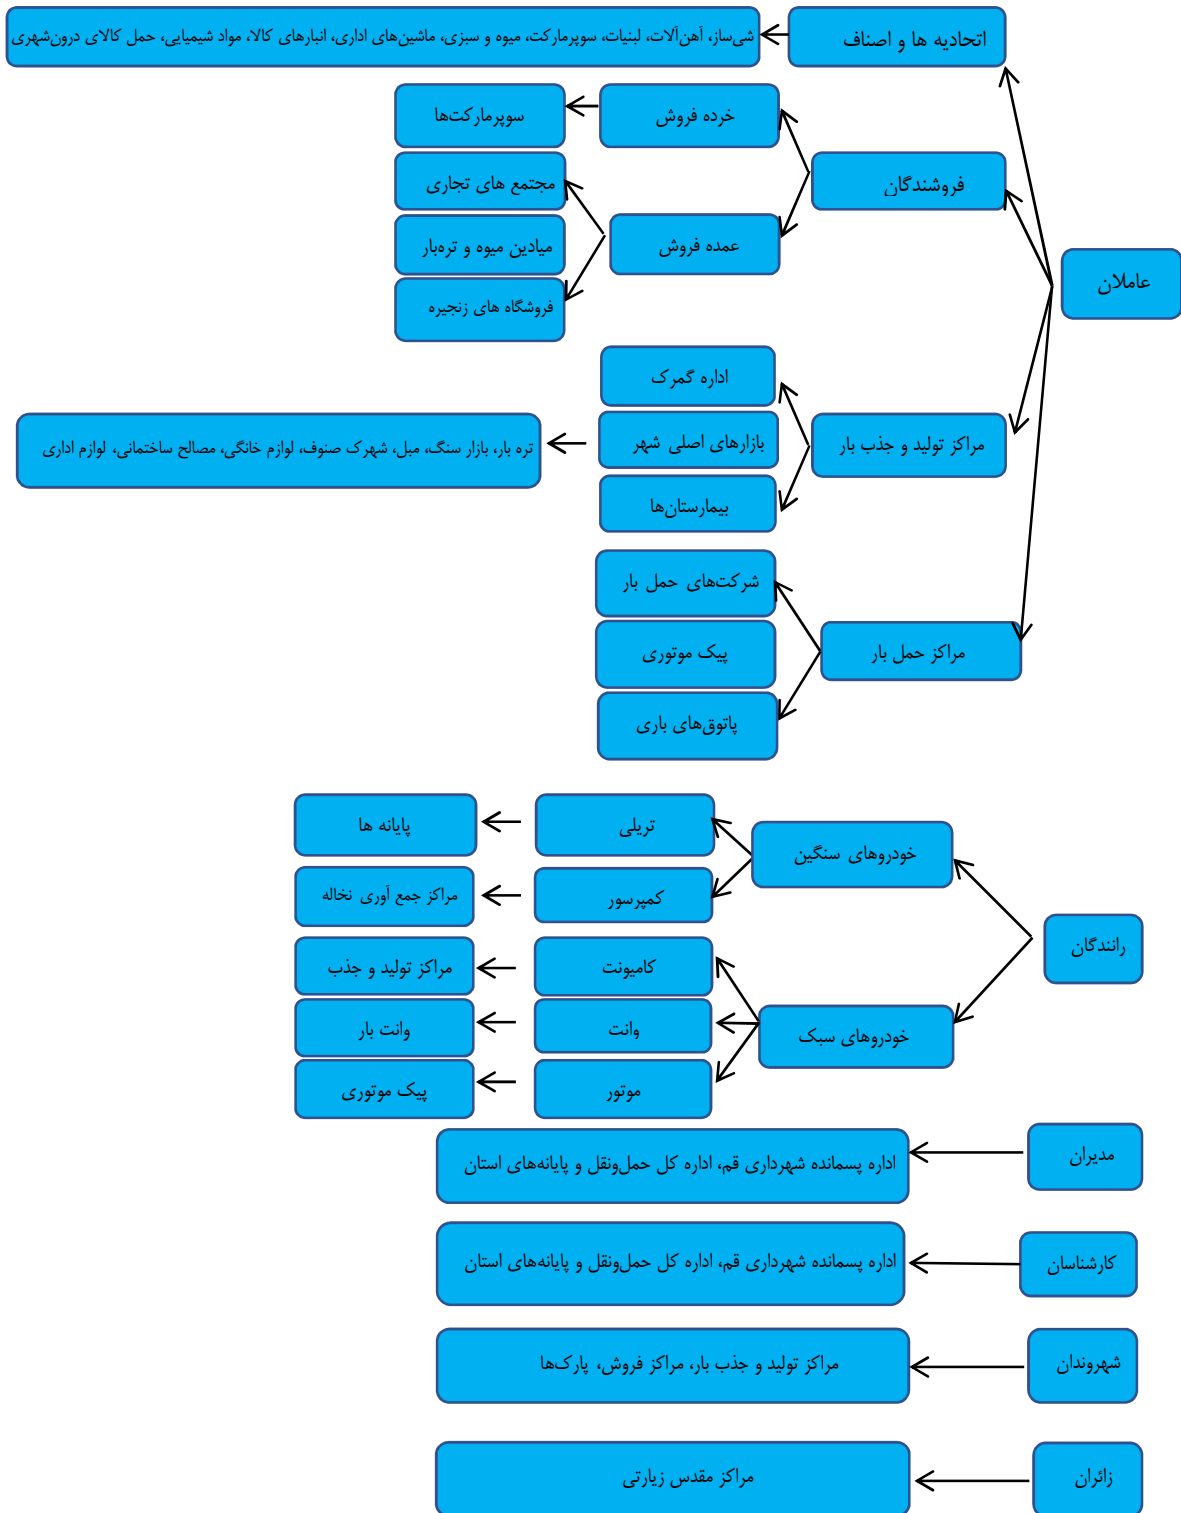 اتحادیه ها و اصناف
شی‌ساز، آهن‌آلات، لبنیات، سوپرمارکت، میوه و سبزی، ماشین‌های اداری، انبارهای کالا، مواد شیمیایی، حمل کالای درون‌شهری
خرده فروش
سوپرمارکت‌ها
فروشندگان
مجتمع های تجاری
عمده فروش
میادین میوه و تره‌بار
عاملان
فروشگاه های زنجیره
اداره گمرک
مراکز تولید و جذب بار
بازارهای اصلی شهر
تره بار، بازار سنگ، مبل، شهرک صنوف، لوازم خانگی، مصالح ساختمانی، لوازم اداری
بیمارستان‌ها
شرکت‌های حمل بار
مراکز حمل بار
پیک موتوری
پاتوق‌های باری
تریلی
پایانه ها
خودروهای سنگین
کمپرسور
مراکز جمع آوری نخاله
رانندگان
کامیونت
مراکز تولید و جذب
خودروهای سبک
وانت
وانت بار
موتور
پیک موتوری
مدیران
اداره پسمانده شهرداری قم، اداره کل حمل‌ونقل و پایانه‌های استان
کارشناسان
اداره پسمانده شهرداری قم، اداره کل حمل‌ونقل و پایانه‌های استان
شهروندان
مراکز تولید و جذب بار، مراکز فروش، پارک‌ها
زائران
مراکز مقدس زیارتی